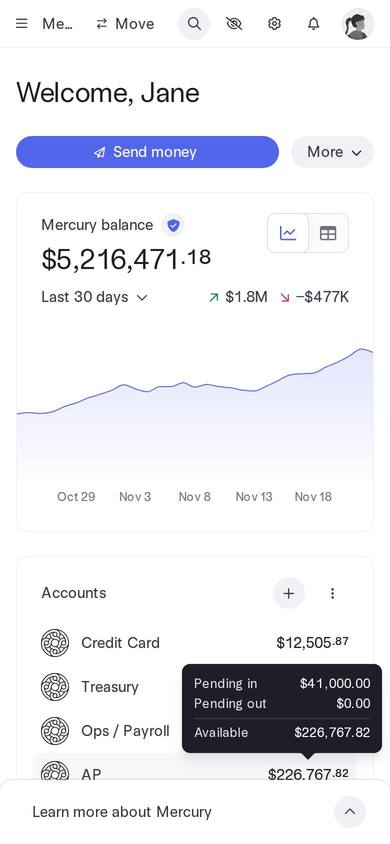 Me…
Move
Welcome, Jane
Send money
More
Mercury balance
$5,216,471.18
Last 30 days
$1.8M
–$477K
Oct 29
Nov 3
Nov 8
Nov 13
Nov 18
Accounts
Credit Card
$12,505.87
Treasury
Pending in
$41,000.00
Pending out
$0.00
Ops / Payroll
Available
$226,767.82
AP
$226,767.82
Learn more about Mercury